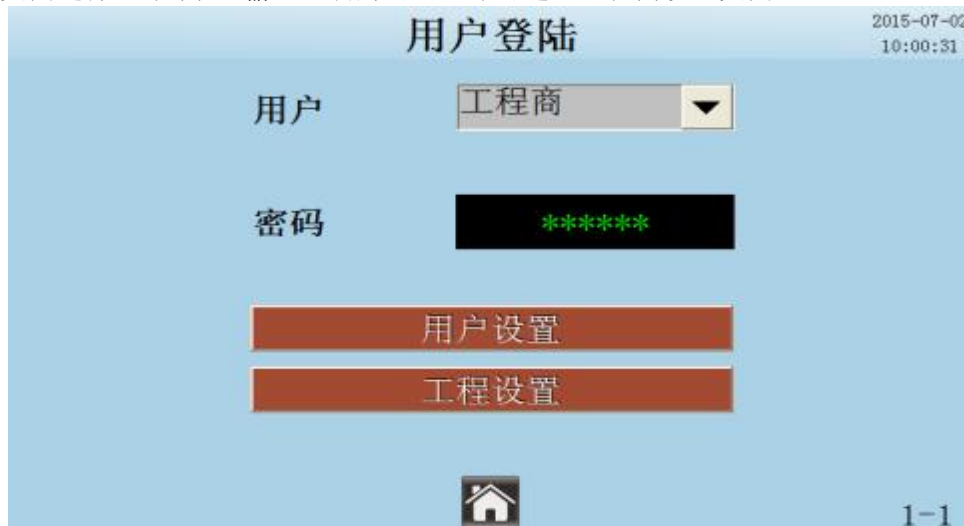 用户登陆
2015-07-02
10:00:31
用户
工程商
密码
******
用户设置
工程设置
1-1